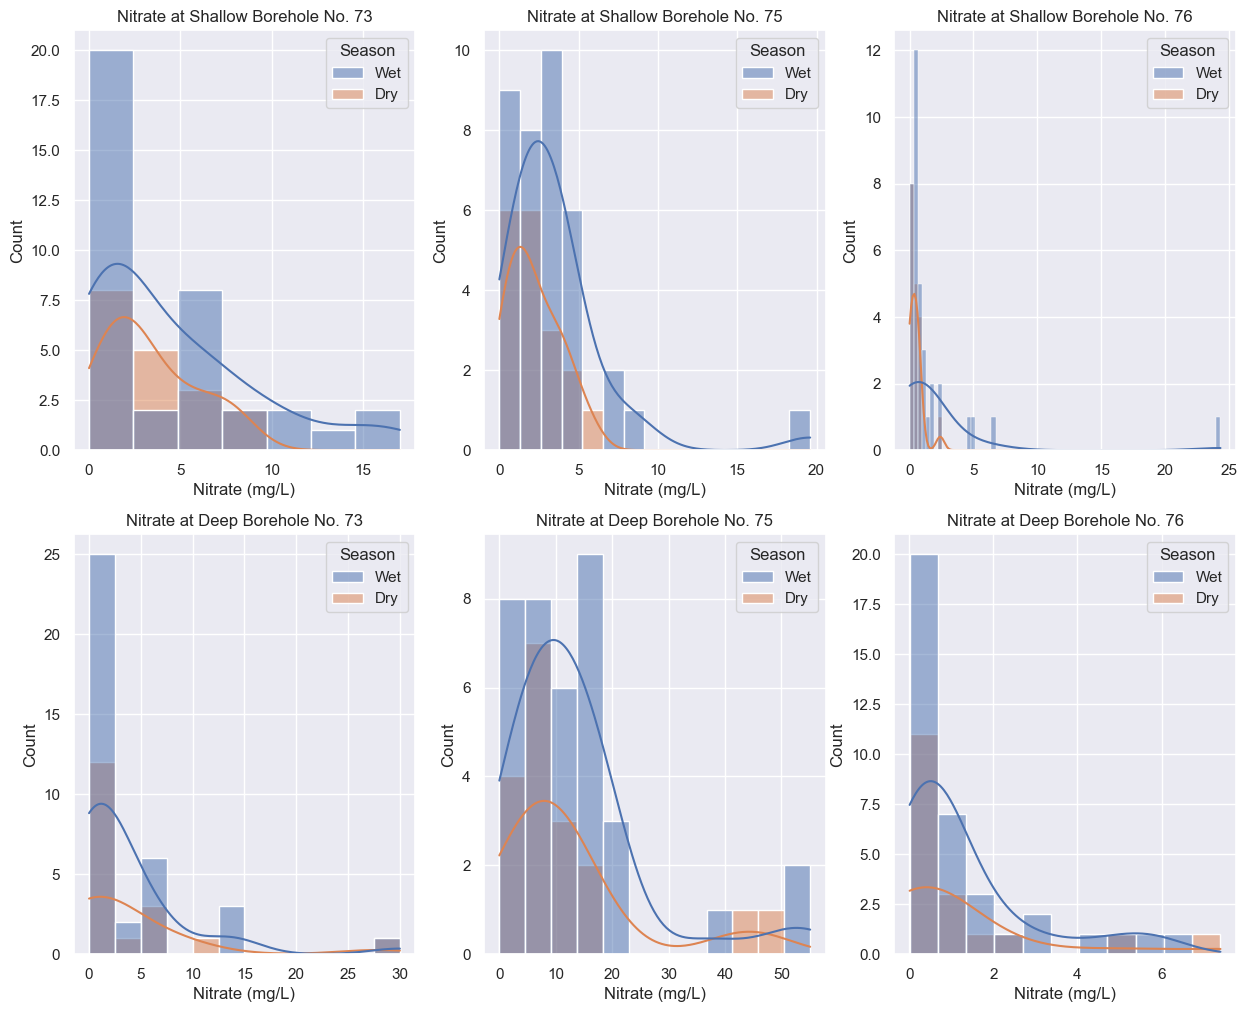 Nitrate at Shallow Borehole No. 73
Season
Wet
Dry
20.0
17.5
15.0
12.5
10.0
7.5
5.0
2.5
0.0
Count
0 5 10 15
Nitrate (mg/L)
Nitrate at Shallow Borehole No. 75
Season
Wet
Dry
10
8
6
4
2
0
Count
0 5 10 15 20
Nitrate (mg/L)
Nitrate at Shallow Borehole No. 76
Season
Wet
Dry
12
10
8
6
4
2
0
Count
0 5 10 15 20 25
Nitrate (mg/L)
Nitrate at Deep Borehole No. 73
Season
Wet
Dry
25
20
15
10
5
0
Count
0 5 10 15 20 25 30
Nitrate (mg/L)
Nitrate at Deep Borehole No. 75
Season
Wet
Dry
8
6
4
2
0
Count
0 10 20 30 40 50
Nitrate (mg/L)
Nitrate at Deep Borehole No. 76
Season
Wet
Dry
20.0
17.5
15.0
12.5
10.0
7.5
5.0
2.5
0.0
Count
0 2 4 6
Nitrate (mg/L)